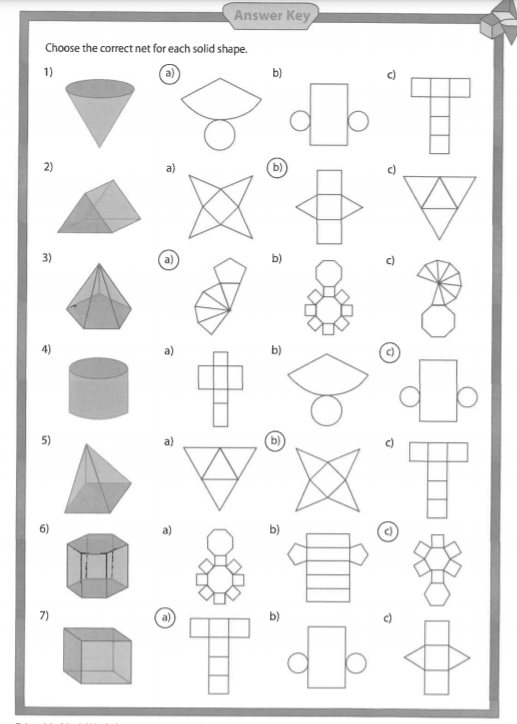 Answer Key
Choose the correct net for each solid shape.
1) a) b) c)
2) a) b) c)
3) a) b) c)
4) a) b) c)
5) a) b) c)
6) a) b) c)
7) a) b) c)